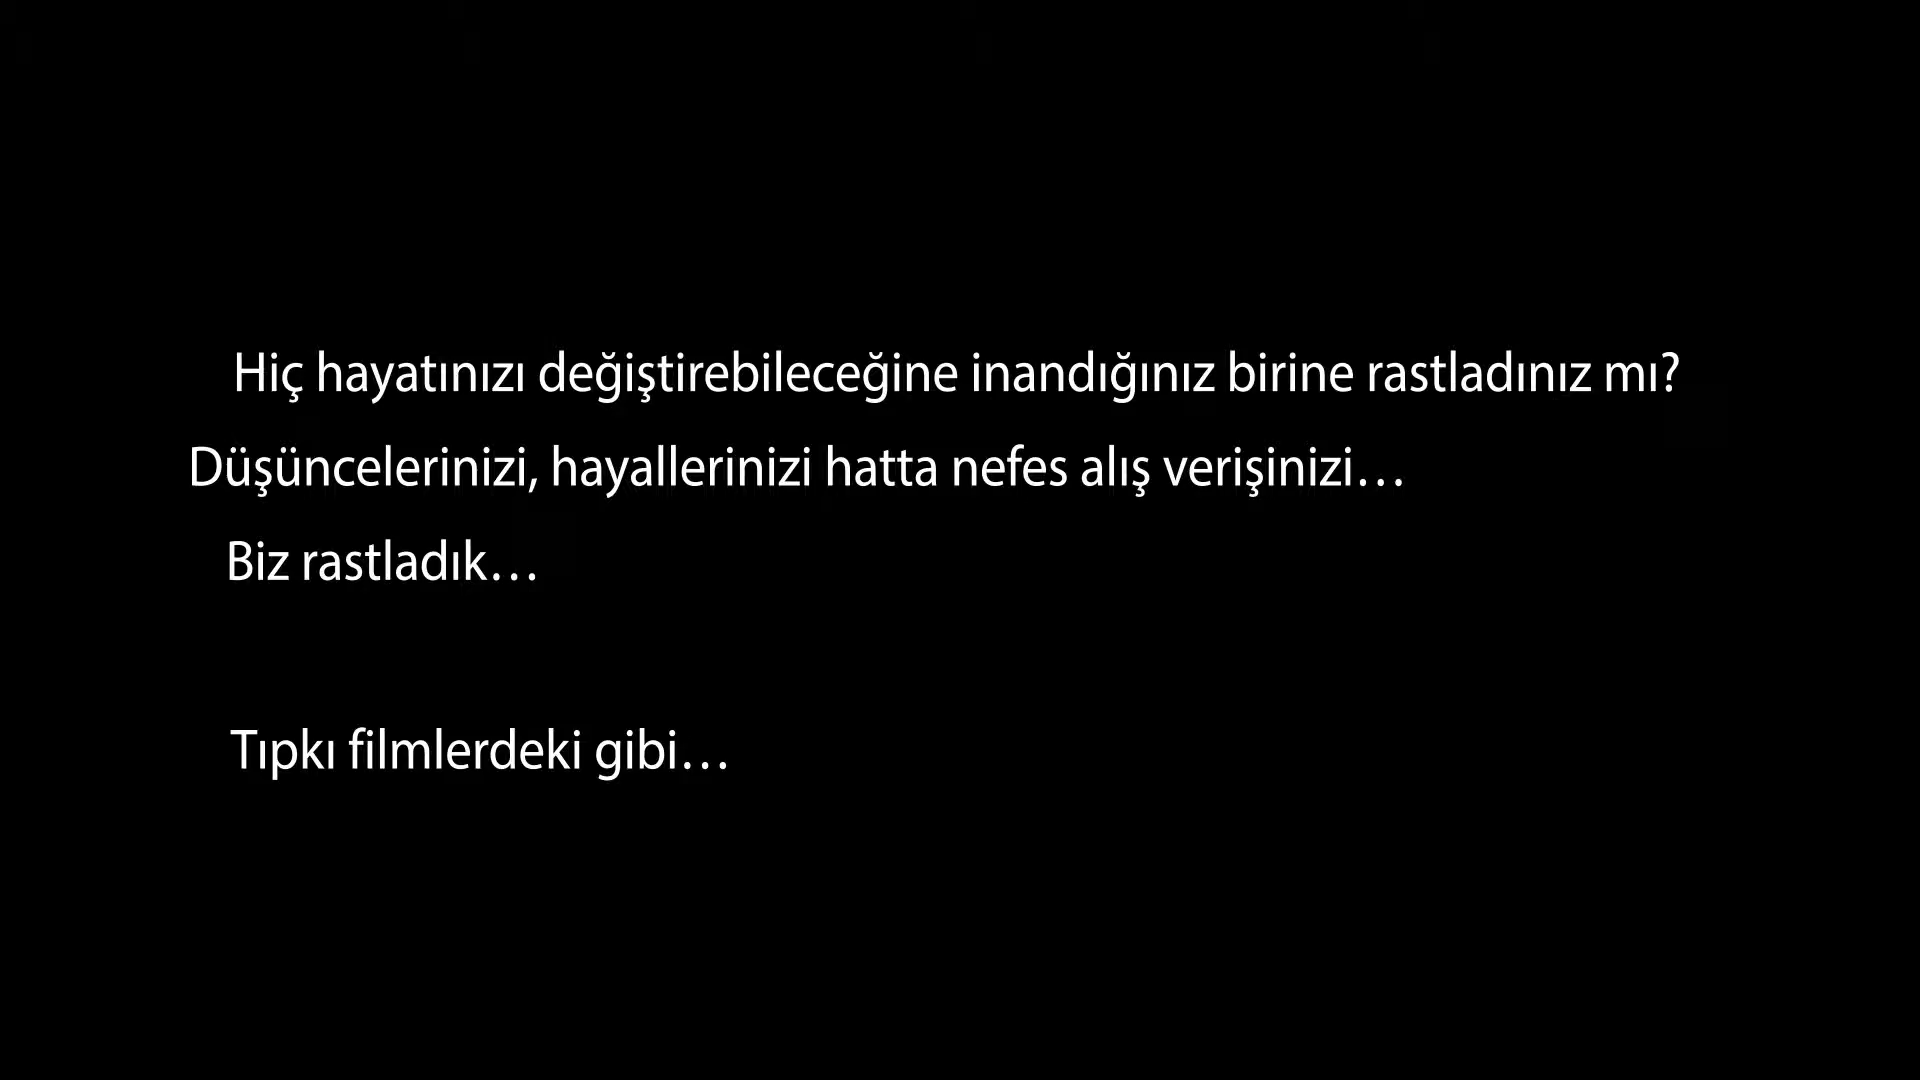 Hiç hayatınızı değiştirebileceğine inandığınız birine rastladınız mı?
Düşüncelerinizi, hayallerinizi hatta nefes alış verişinizi…
Biz rastladık…
Tıpkı filmlerdeki gibi…